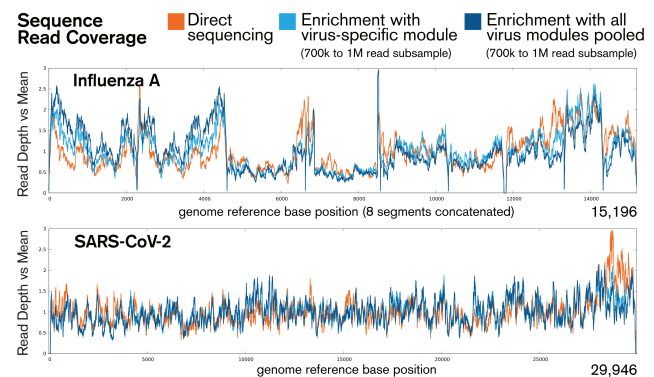 Sequence
Read Coverage
Direct
sequencing
Enrichment with
virus-specific module
(700k to 1M read subsample)
Enrichment with all
virus modules pooled
(700k to 1M read subsample)
Influenza A
Read Depth vs Mean
3
2.5
2
1.5
1
0.5
0
0
2000
4000
6000
8000
10000
12000
14000
genome reference base position (8 segments concatenated)
15,196
SARS-CoV-2
Read Depth vs Mean
3
2.5
2
1.5
1
0.5
0
0
5000
10000
15000
20000
25000
genome reference base position
29,946